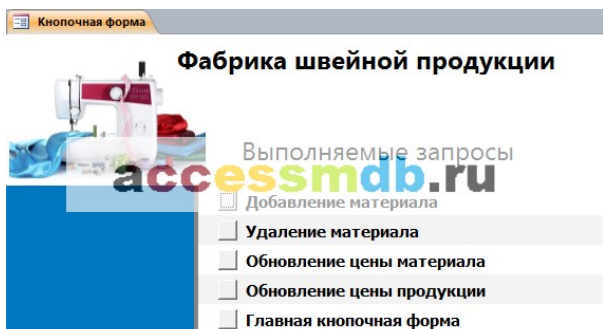 Кнопочная форма
Фабрика швейной продукции
Выполняемые запросы
accessmdb.ru
Добавление материала
Удаление материала
Обновление цены материала
Обновление цены продукции
Главная кнопочная форма